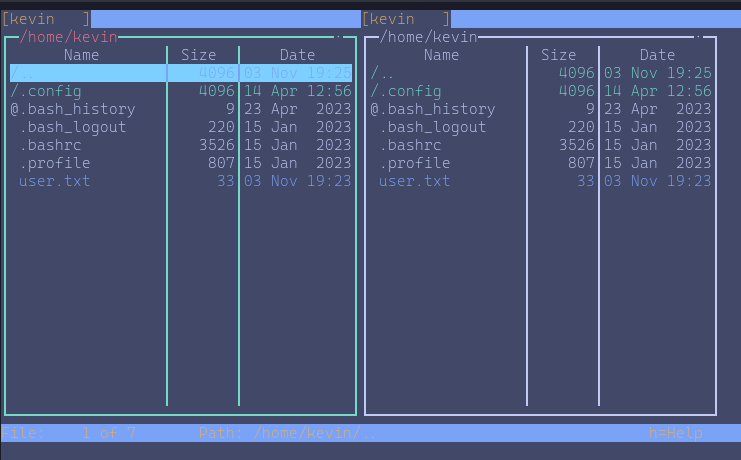 [kevin   ] [kevin   ]
/home/kevin /home/kevin
Name Size Date Name Size Date
/.. 4096 03 Nov 19:25 /.. 4096 03 Nov 19:25
/.config 4096 14 Apr 12:56 /.config 4096 14 Apr 12:56
@.bash_history 9 23 Apr 2023 @.bash_history 9 23 Apr 2023
.bash_logout 220 15 Jan 2023 .bash_logout 220 15 Jan 2023
.bashrc 3526 15 Jan 2023 .bashrc 3526 15 Jan 2023
.profile 807 15 Jan 2023 .profile 807 15 Jan 2023
user.txt 33 03 Nov 19:23 user.txt 33 03 Nov 19:23
File: 1 of 7 Path: /home/kevin/.. h=Help